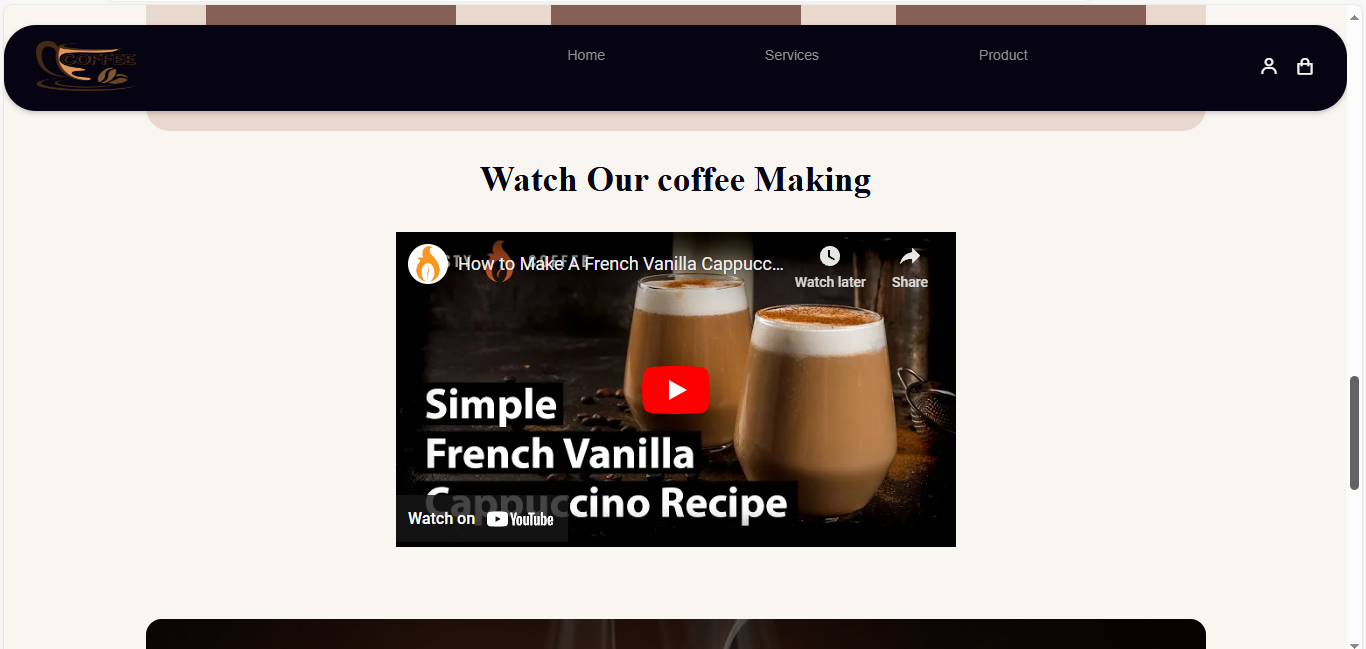 COFFEE
Home
Services
Product
Watch Our coffee Making
How to Make A French Vanilla Cappucc...
Watch later
Share
Simple
French Vanilla
Cappuccino Recipe
Watch on YouTube